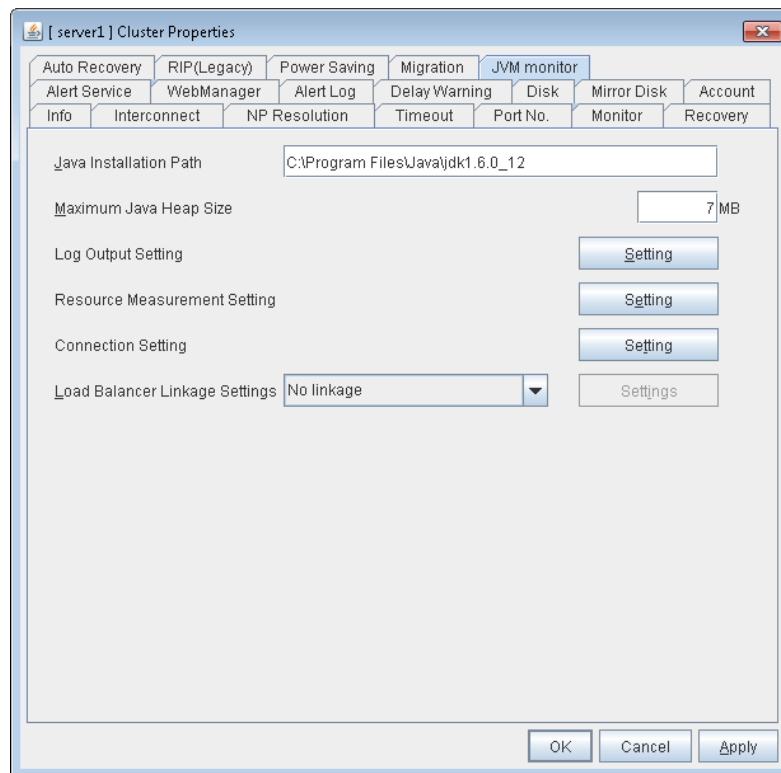 [ server1 ] Cluster Properties
Auto Recovery RIP(Legacy) Power Saving Migration JVM monitor
Alert Service WebManager Alert Log Delay Warning Disk Mirror Disk Account
Info Interconnect NP Resolution Timeout Port No. Monitor Recovery
Java Installation Path C:\Program Files\Java\jdk1.6.0_12
Maximum Java Heap Size 7 MB
Log Output Setting Setting
Resource Measurement Setting Setting
Connection Setting Setting
Load Balancer Linkage Settings No linkage Settings
OK Cancel Apply